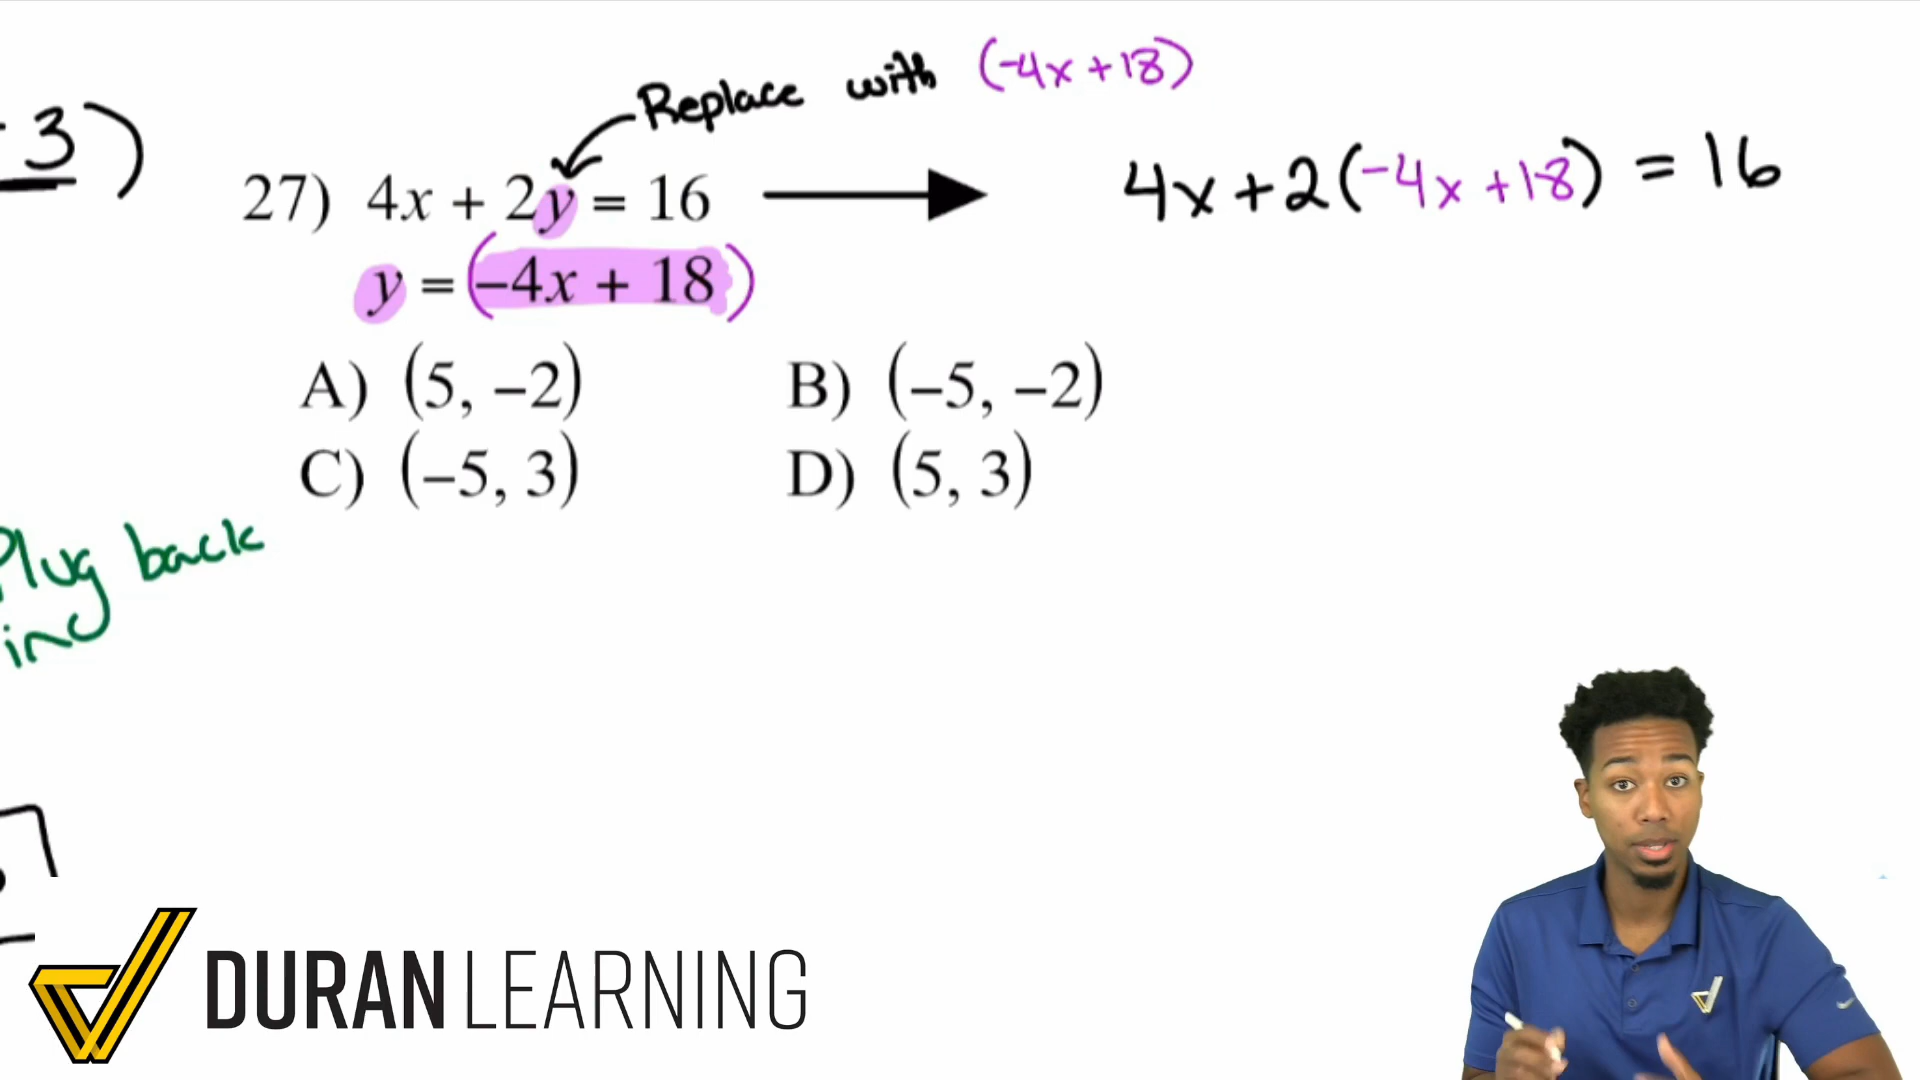 Replace with (-4x+18)
-3)
27) 4x + 2y = 16
4x+2(-4x+18) = 16
y = (−4x + 18)
A) (5, −2)
B) (−5, −2)
C) (−5, 3)
D) (5, 3)
Plug back
in
DURAN LEARNING